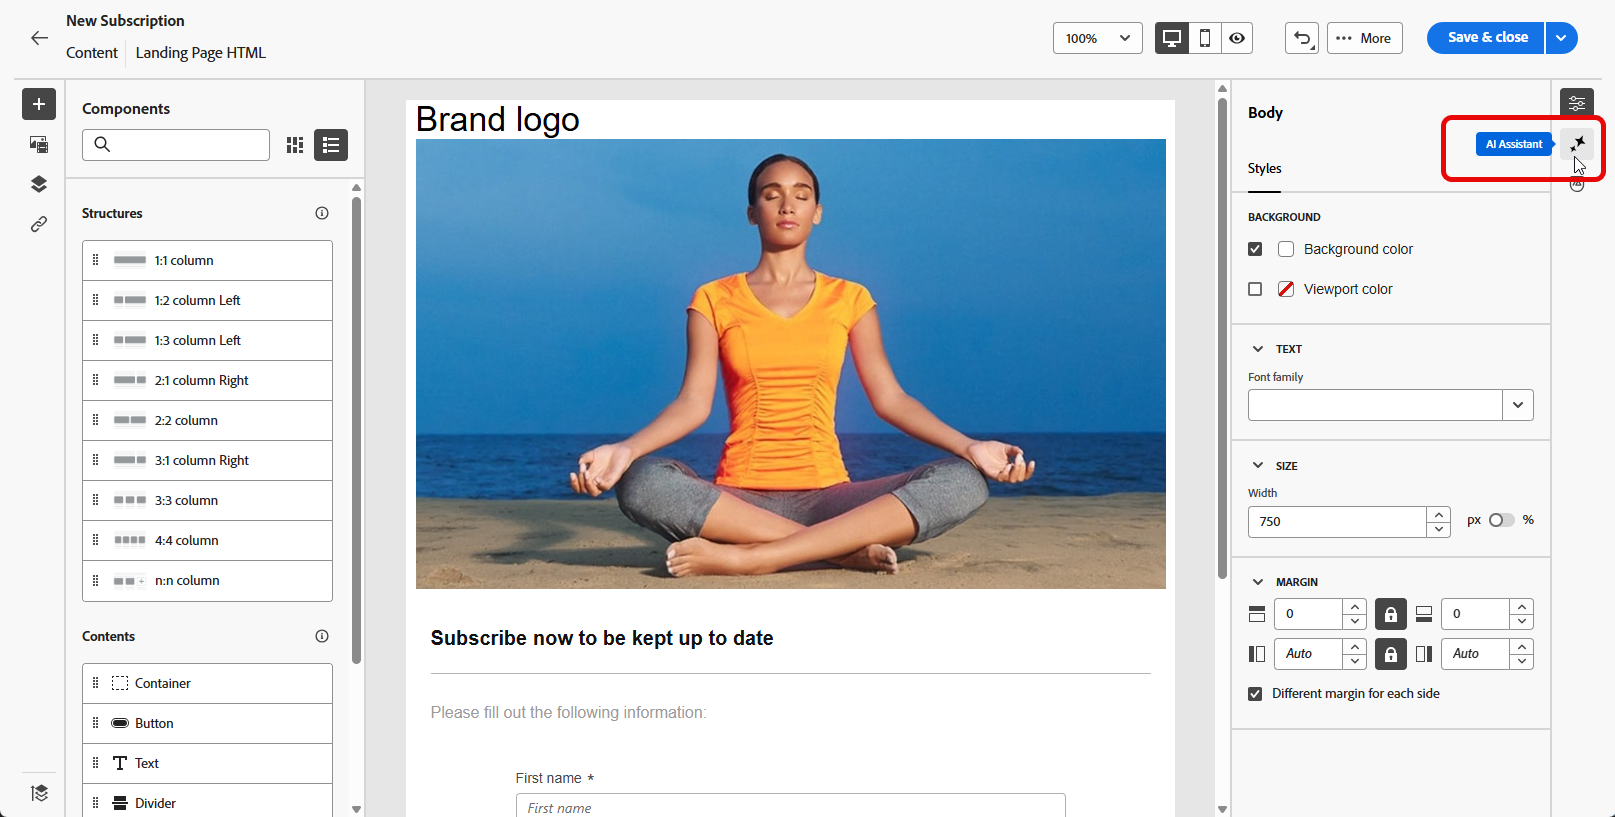 New Subscription
Content
Landing Page HTML
100%
More
Save & close
Components
Structures
1:1 column
1:2 column Left
1:3 column Left
2:1 column Right
2:2 column
3:1 column Right
3:3 column
4:4 column
n:n column
Contents
Container
Button
Text
Divider
Brand logo
Subscribe now to be kept up to date
Please fill out the following information:
First name *
First name
Body
AI Assistant
Styles
BACKGROUND
Background color
Viewport color
TEXT
Font family
SIZE
Width
750
px
%
MARGIN
0
0
Auto
Auto
Different margin for each side